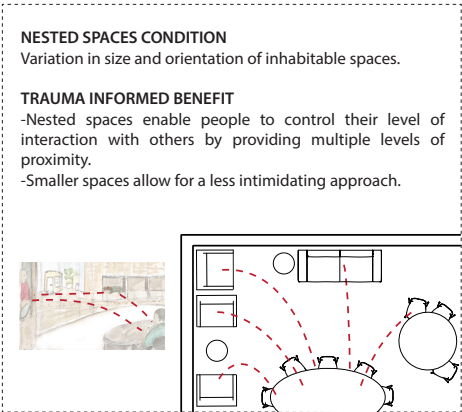 NESTED SPACES CONDITION
Variation in size and orientation of inhabitable spaces.
TRAUMA INFORMED BENEFIT
-Nested spaces enable people to control their level of
interaction with others by providing multiple levels of
proximity.
-Smaller spaces allow for a less intimidating approach.